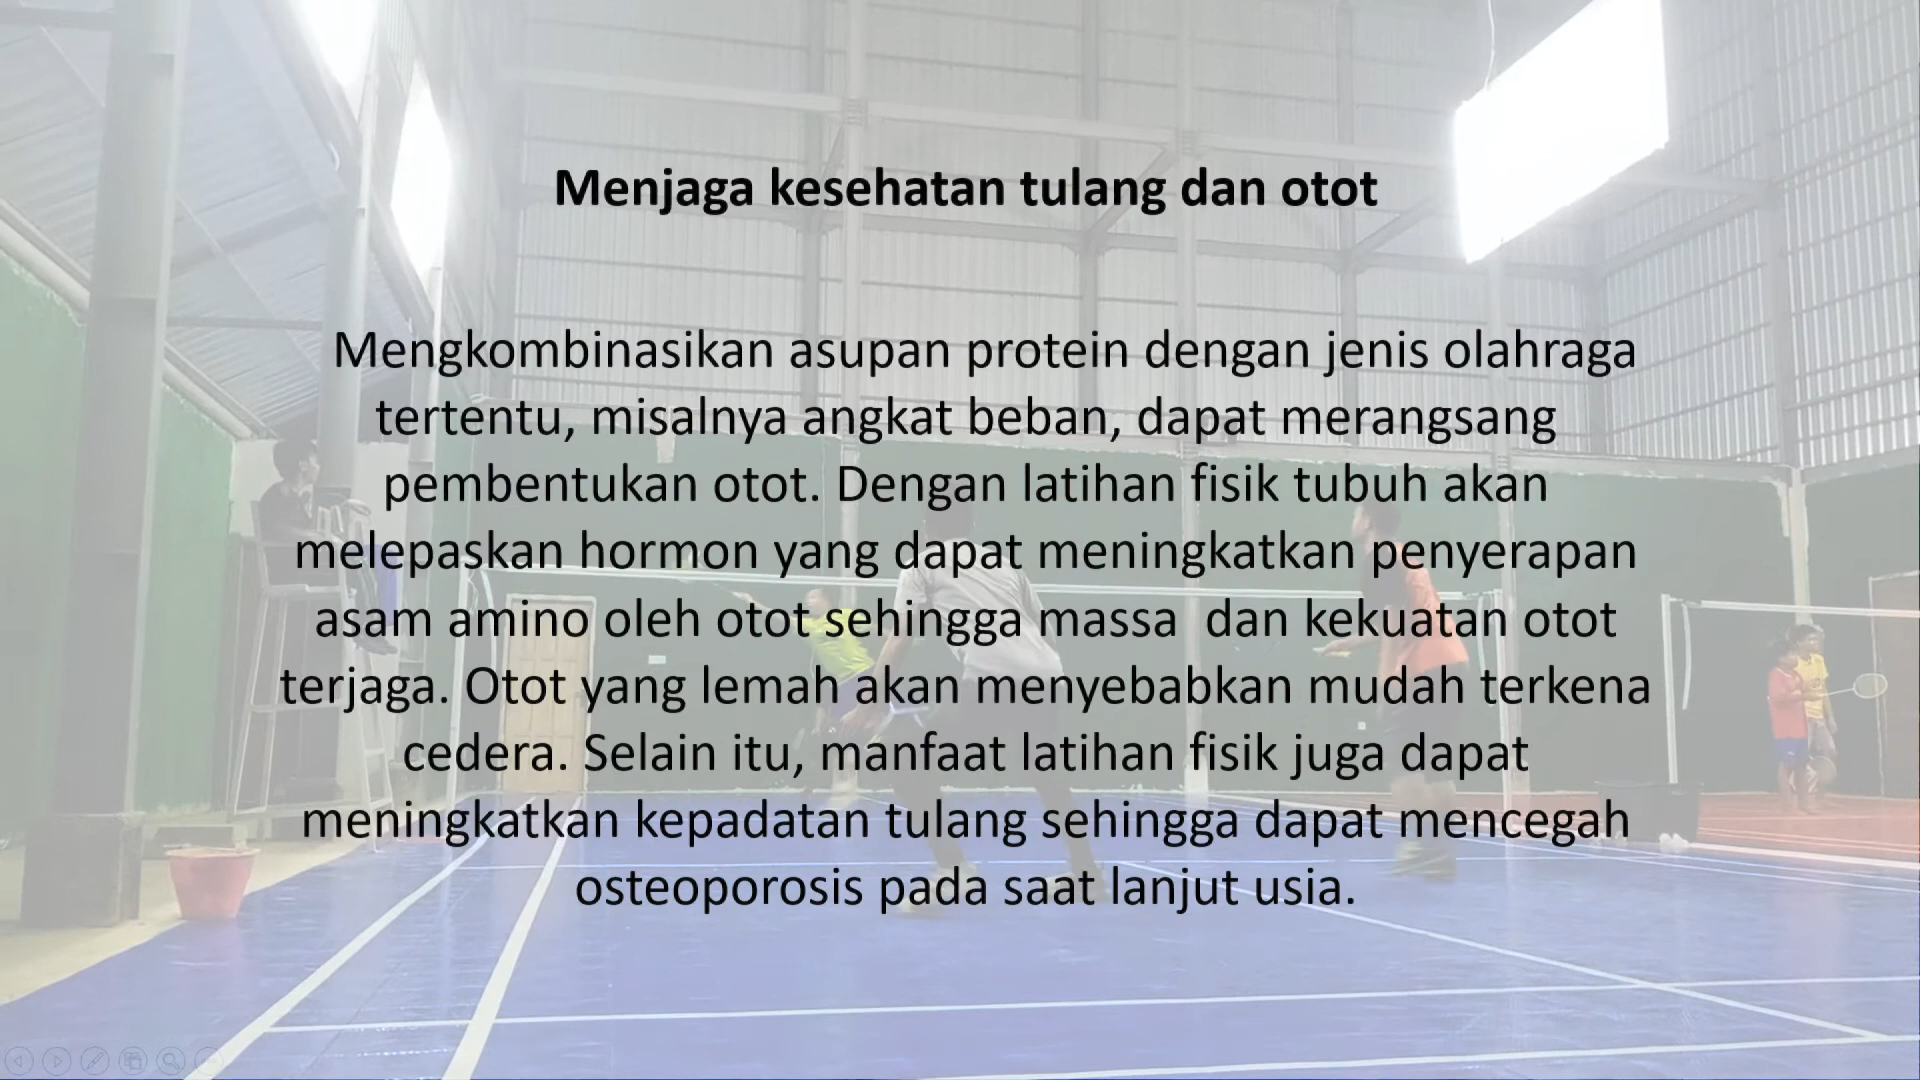 Menjaga kesehatan tulang dan otot
Mengkombinasikan asupan protein dengan jenis olahraga
tertentu, misalnya angkat beban, dapat merangsang
pembentukan otot. Dengan latihan fisik tubuh akan
melepaskan hormon yang dapat meningkatkan penyerapan
asam amino oleh otot sehingga massa  dan kekuatan otot
terjaga. Otot yang lemah akan menyebabkan mudah terkena
cedera. Selain itu, manfaat latihan fisik juga dapat
meningkatkan kepadatan tulang sehingga dapat mencegah
osteoporosis pada saat lanjut usia.